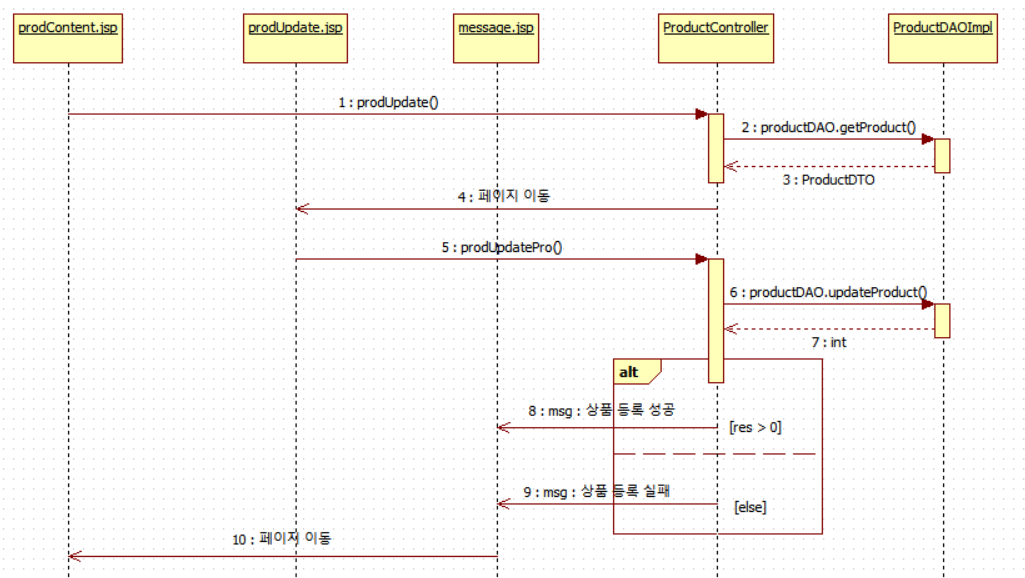 prodContent.jsp
prodUpdate.jsp
message.jsp
ProductController
ProductDAOImpl
1 : prodUpdate()
2 : productDAO.getProduct()
3 : ProductDTO
4 : 페이지 이동
5 : prodUpdatePro()
6 : productDAO.updateProduct()
7 : int
alt
8 : msg : 상품 등록 성공
[res > 0]
9 : msg : 상품 등록 실패
[else]
10 : 페이지 이동